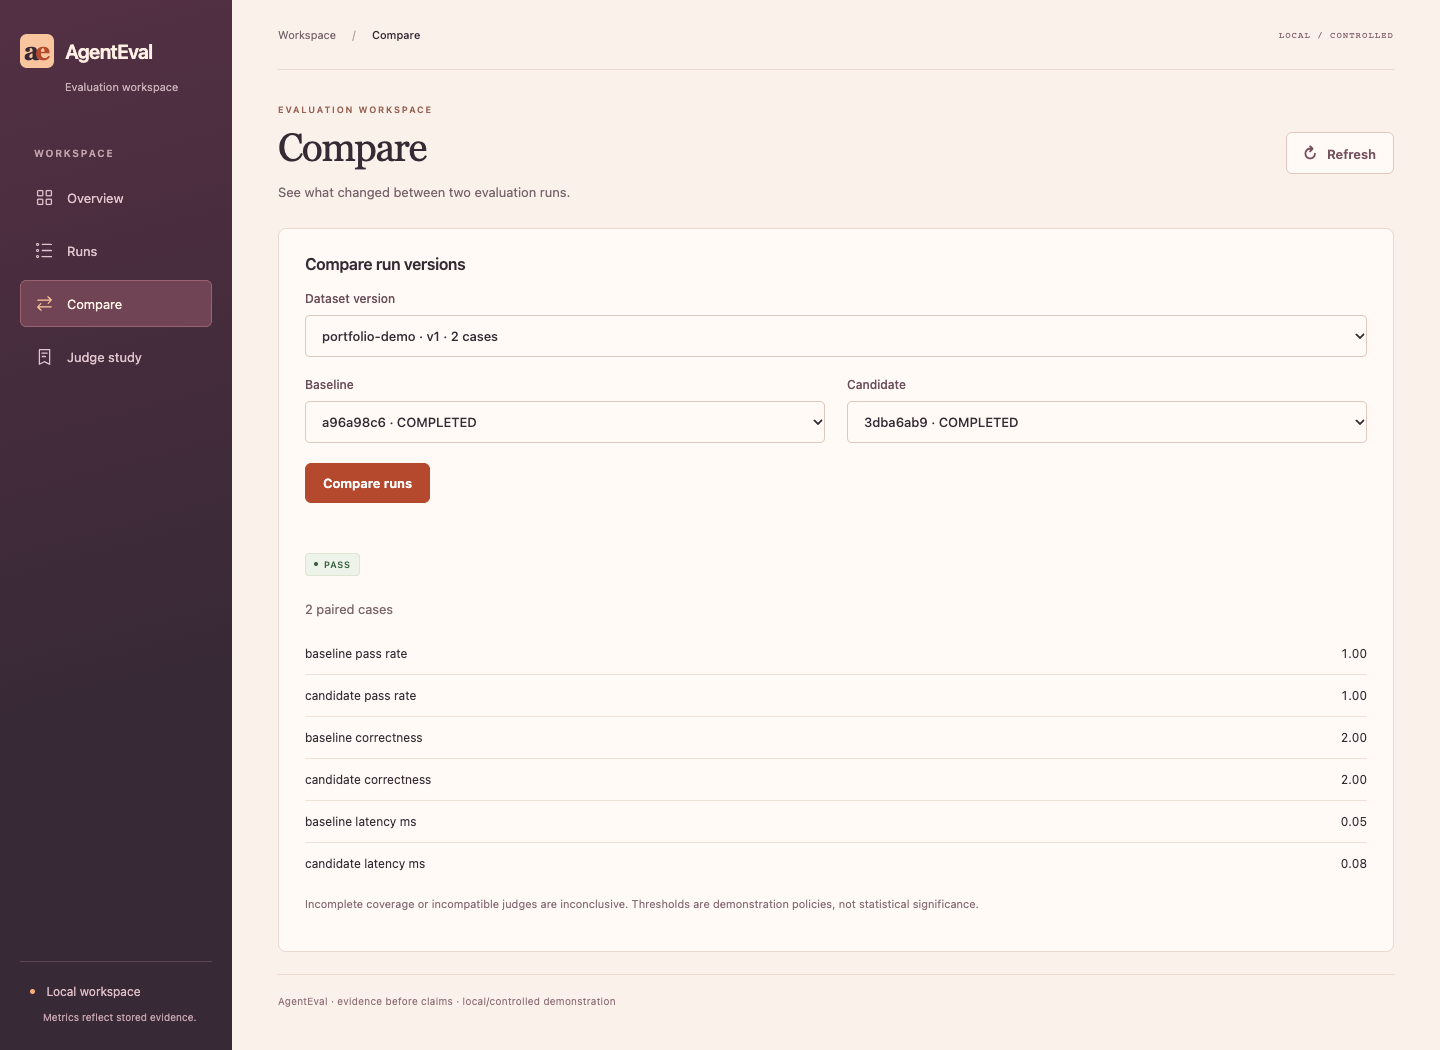 ae AgentEval
Evaluation workspace
WORKSPACE
Overview
Runs
Compare
Judge study
Local workspace
Metrics reflect stored evidence.
Workspace / Compare
LOCAL / CONTROLLED
EVALUATION WORKSPACE
Compare
See what changed between two evaluation runs.
Refresh
Compare run versions
Dataset version
portfolio-demo · v1 · 2 cases
Baseline
a96a98c6 · COMPLETED
Candidate
3dba6ab9 · COMPLETED
Compare runs
PASS
2 paired cases
baseline pass rate 1.00
candidate pass rate 1.00
baseline correctness 2.00
candidate correctness 2.00
baseline latency ms 0.05
candidate latency ms 0.08
Incomplete coverage or incompatible judges are inconclusive. Thresholds are demonstration policies, not statistical significance.
AgentEval · evidence before claims · local/controlled demonstration